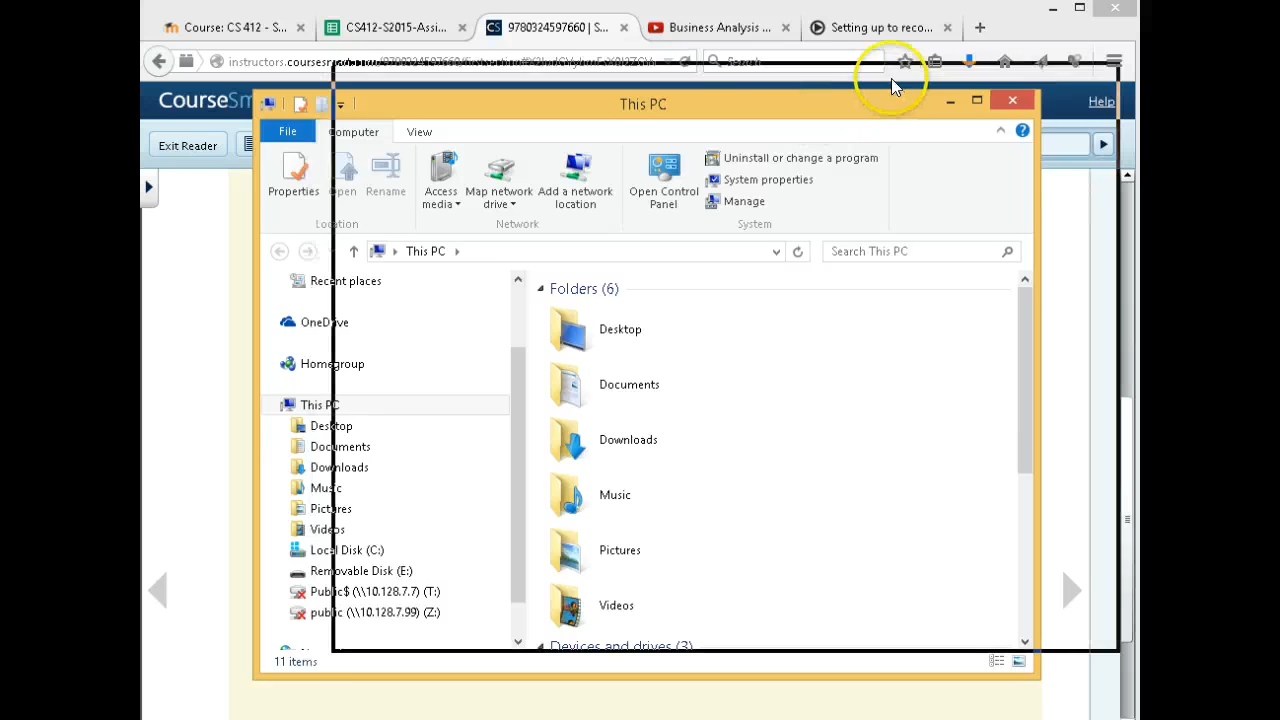 Course: CS 412 - S...
CS412-S2015-Assi...
CS 9780324597660 | S...
Business Analysis ...
Setting up to reco...
Search
CourseSm
Help
This PC
Exit Reader
File
Computer
View
Properties
Open
Rename
Access media
Map network drive
Add a network location
Open Control Panel
Uninstall or change a program
System properties
Manage
Location
Network
System
This PC
Search This PC
Recent places
OneDrive
Homegroup
This PC
Desktop
Documents
Downloads
Music
Pictures
Videos
Local Disk (C:)
Removable Disk (E:)
Public$ (\\10.128.7.7) (T:)
public (\\10.128.7.99) (Z:)
Folders (6)
Desktop
Documents
Downloads
Music
Pictures
Videos
Devices and drives (3)
11 items